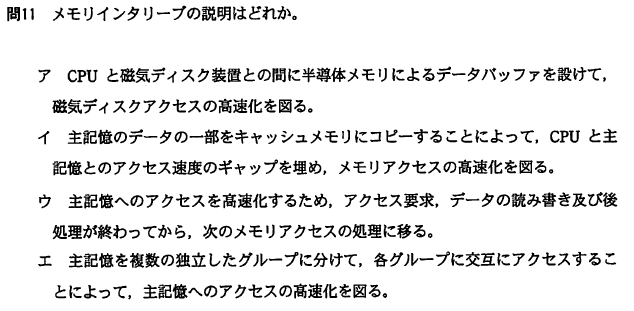 問11 メモリインタリーブの説明はどれか。
ア CPU と磁気ディスク装置との間に半導体メモリによるデータバッファを設けて，
磁気ディスクアクセスの高速化を図る。
イ 主記憶のデータの一部をキャッシュメモリにコピーすることによって，CPU と主
記憶とのアクセス速度のギャップを埋め，メモリアクセスの高速化を図る。
ウ 主記憶へのアクセスを高速化するため，アクセス要求，データの読み書き及び後
処理が終わってから，次のメモリアクセスの処理に移る。
エ 主記憶を複数の独立したグループに分けて，各グループに交互にアクセスするこ
とによって，主記憶へのアクセスの高速化を図る。